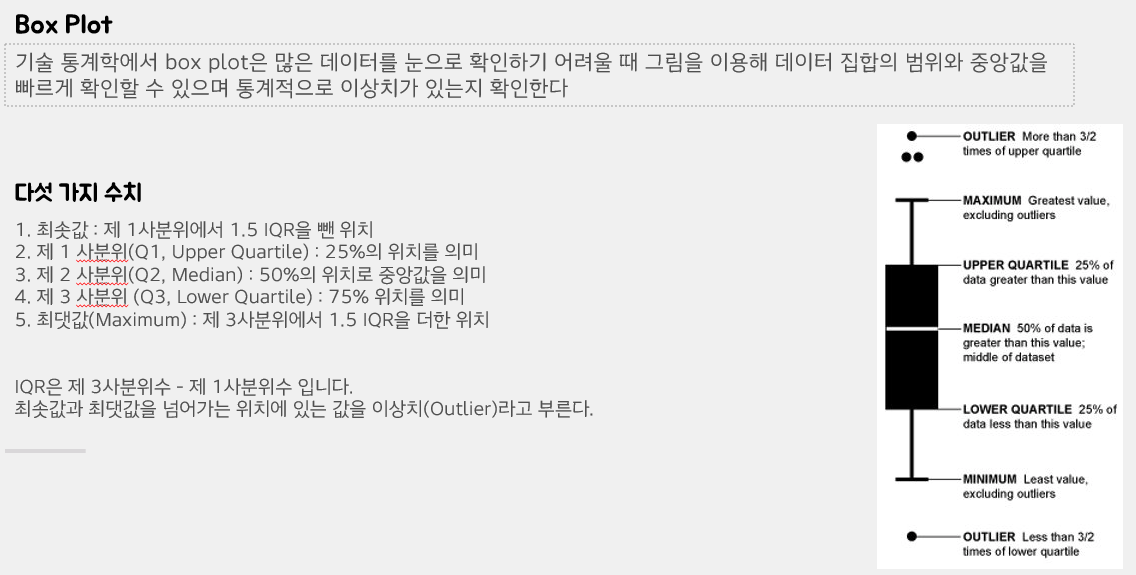 Box Plot
기술 통계학에서 box plot은 많은 데이터를 눈으로 확인하기 어려울 때 그림을 이용해 데이터 집합의 범위와 중앙값을
빠르게 확인할 수 있으며 통계적으로 이상치가 있는지 확인한다
다섯 가지 수치
1. 최솟값 : 제 1사분위에서 1.5 IQR을 뺀 위치
2. 제 1 사분위(Q1, Upper Quartile) : 25%의 위치를 의미
3. 제 2 사분위(Q2, Median) : 50%의 위치로 중앙값을 의미
4. 제 3 사분위 (Q3, Lower Quartile) : 75% 위치를 의미
5. 최댓값(Maximum) : 제 3사분위에서 1.5 IQR을 더한 위치
IQR은 제 3사분위수 - 제 1사분위수 입니다.
최솟값과 최댓값을 넘어가는 위치에 있는 값을 이상치(Outlier)라고 부른다.
OUTLIER More than 3/2
times of upper quartile
MAXIMUM Greatest value,
excluding outliers
UPPER QUARTILE 25% of
data greater than this value
MEDIAN 50% of data is
greater than this value;
middle of dataset
LOWER QUARTILE 25% of
data less than this value
MINIMUM Least value,
excluding outliers
OUTLIER Less than 3/2
times of lower quartile